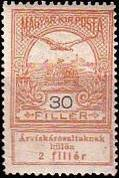 MAGYAR KIR. POSTA
30
FILLÉR
Árvízkárosultaknak
külön
2 fillér